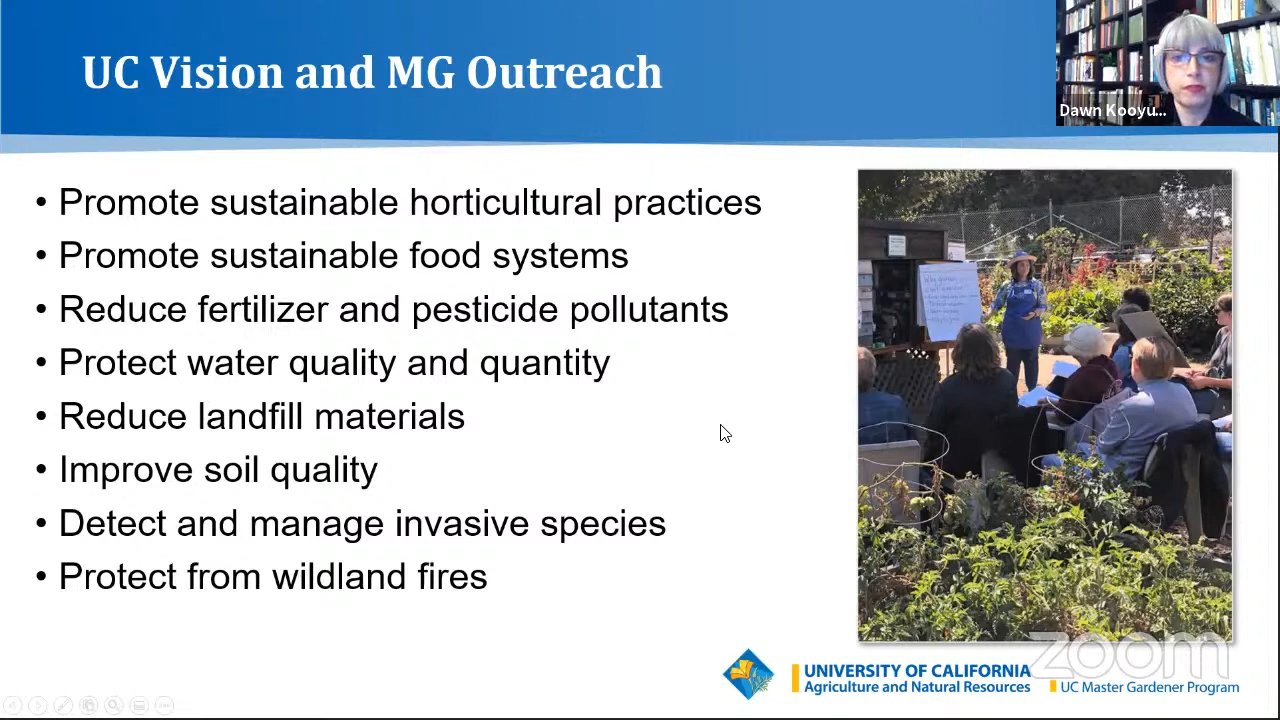 UC Vision and MG Outreach
Dawn Kooyu...
• Promote sustainable horticultural practices
• Promote sustainable food systems
• Reduce fertilizer and pesticide pollutants
• Protect water quality and quantity
• Reduce landfill materials
• Improve soil quality
• Detect and manage invasive species
• Protect from wildland fires
zoom
UNIVERSITY OF CALIFORNIA
Agriculture and Natural Resources
UC Master Gardener Program